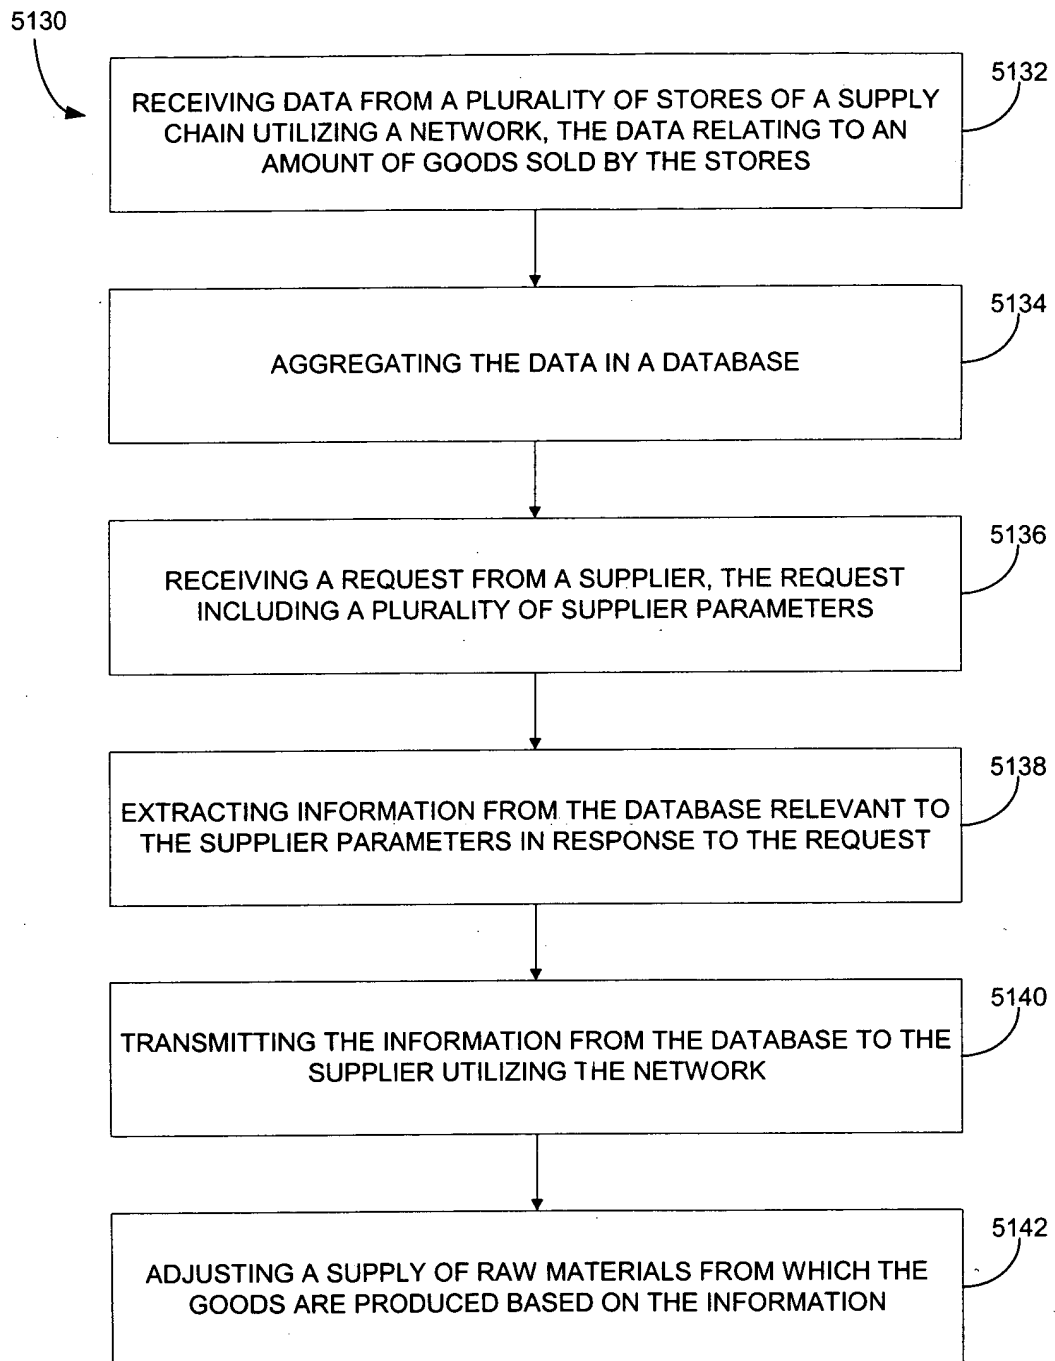 5130
5132
RECEIVING DATA FROM A PLURALITY OF STORES OF A SUPPLY
CHAIN UTILIZING A NETWORK, THE DATA RELATING TO AN
AMOUNT OF GOODS SOLD BY THE STORES
5134
AGGREGATING THE DATA IN A DATABASE
5136
RECEIVING A REQUEST FROM A SUPPLIER, THE REQUEST
INCLUDING A PLURALITY OF SUPPLIER PARAMETERS
5138
EXTRACTING INFORMATION FROM THE DATABASE RELEVANT TO
THE SUPPLIER PARAMETERS IN RESPONSE TO THE REQUEST
5140
TRANSMITTING THE INFORMATION FROM THE DATABASE TO THE
SUPPLIER UTILIZING THE NETWORK
5142
ADJUSTING A SUPPLY OF RAW MATERIALS FROM WHICH THE
GOODS ARE PRODUCED BASED ON THE INFORMATION